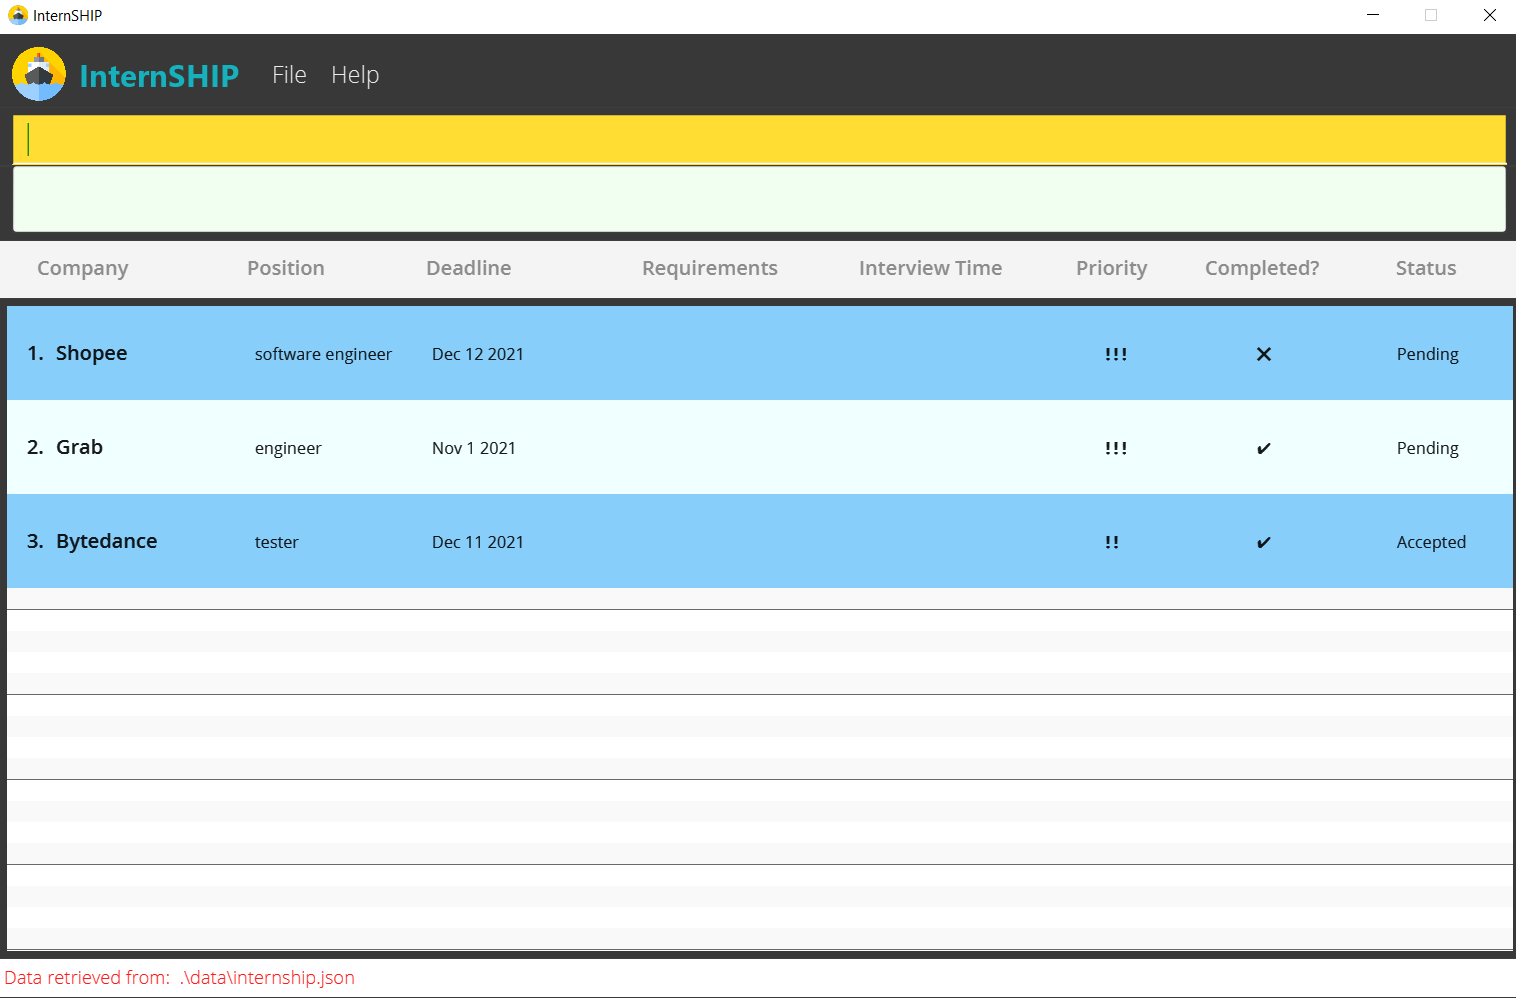 InternSHIP
InternSHIP File Help
Company Position Deadline Requirements Interview Time Priority Completed? Status
1. Shopee software engineer Dec 12 2021 !!! ✕ Pending
2. Grab engineer Nov 1 2021 !!! ✔ Pending
3. Bytedance tester Dec 11 2021 !! ✔ Accepted
Data retrieved from: .\data\internship.json